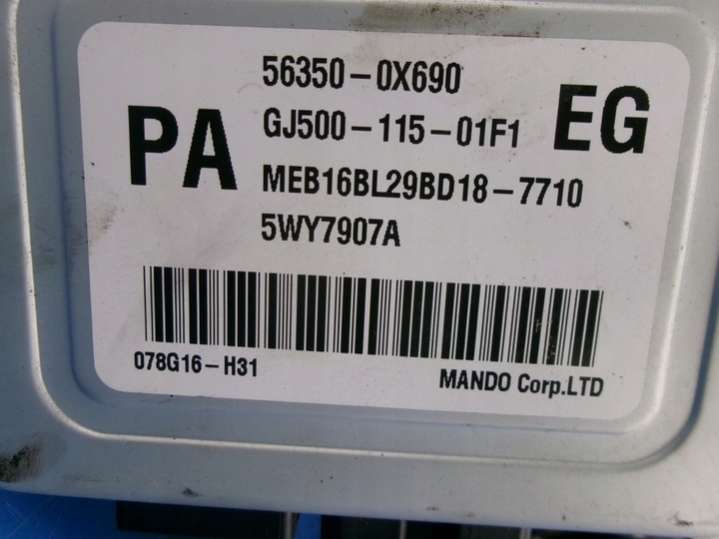 56350-0X690
PA
GJ500-115-01F1
EG
MEB16BL29BD18-7710
5WY7907A
078G16-H31
MANDO Corp.LTD